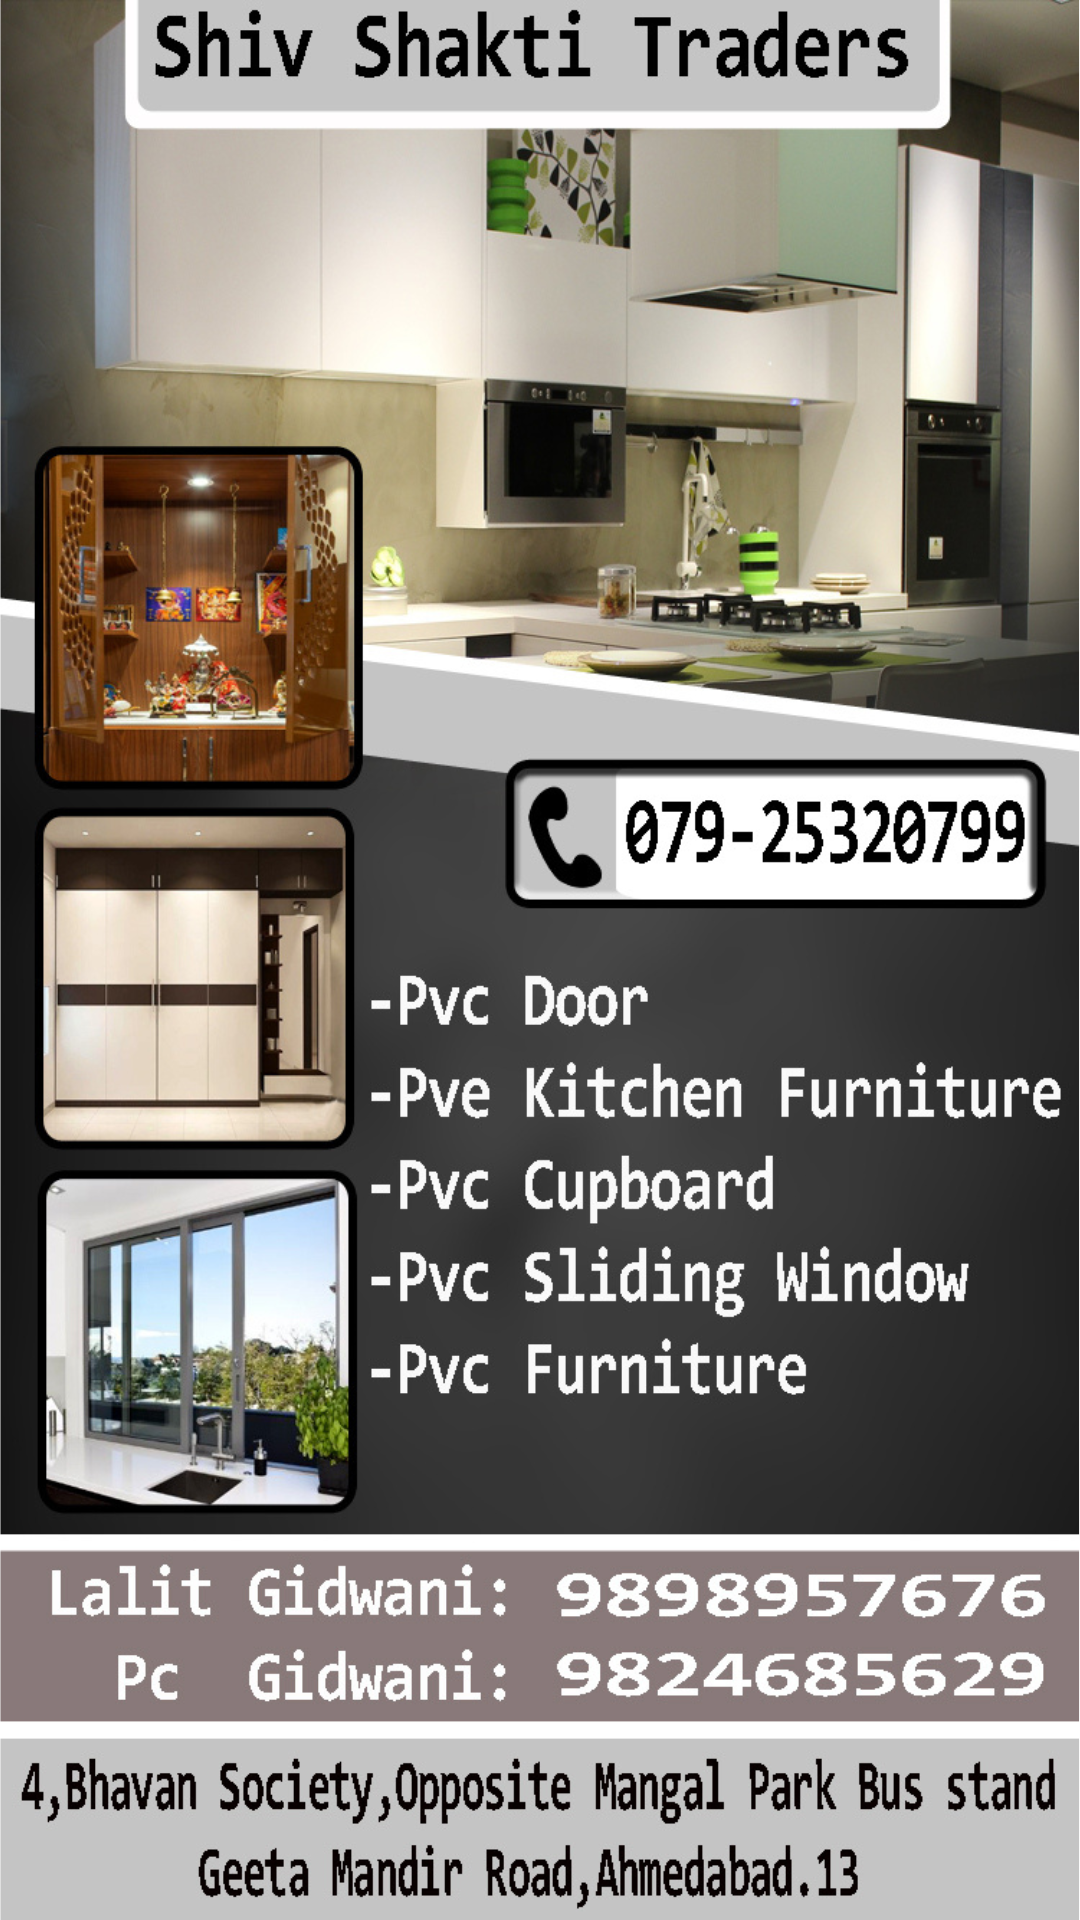 Shiv Shakti Traders
079-25320799
-Pvc Door
-Pve Kitchen Furniture
-Pvc Cupboard
-Pvc Sliding Window
-Pvc Furniture
Lalit Gidwani: 9898957676
Pc Gidwani: 9824685629
4,Bhavan Society,Opposite Mangal Park Bus stand
Geeta Mandir Road,Ahmedabad.13